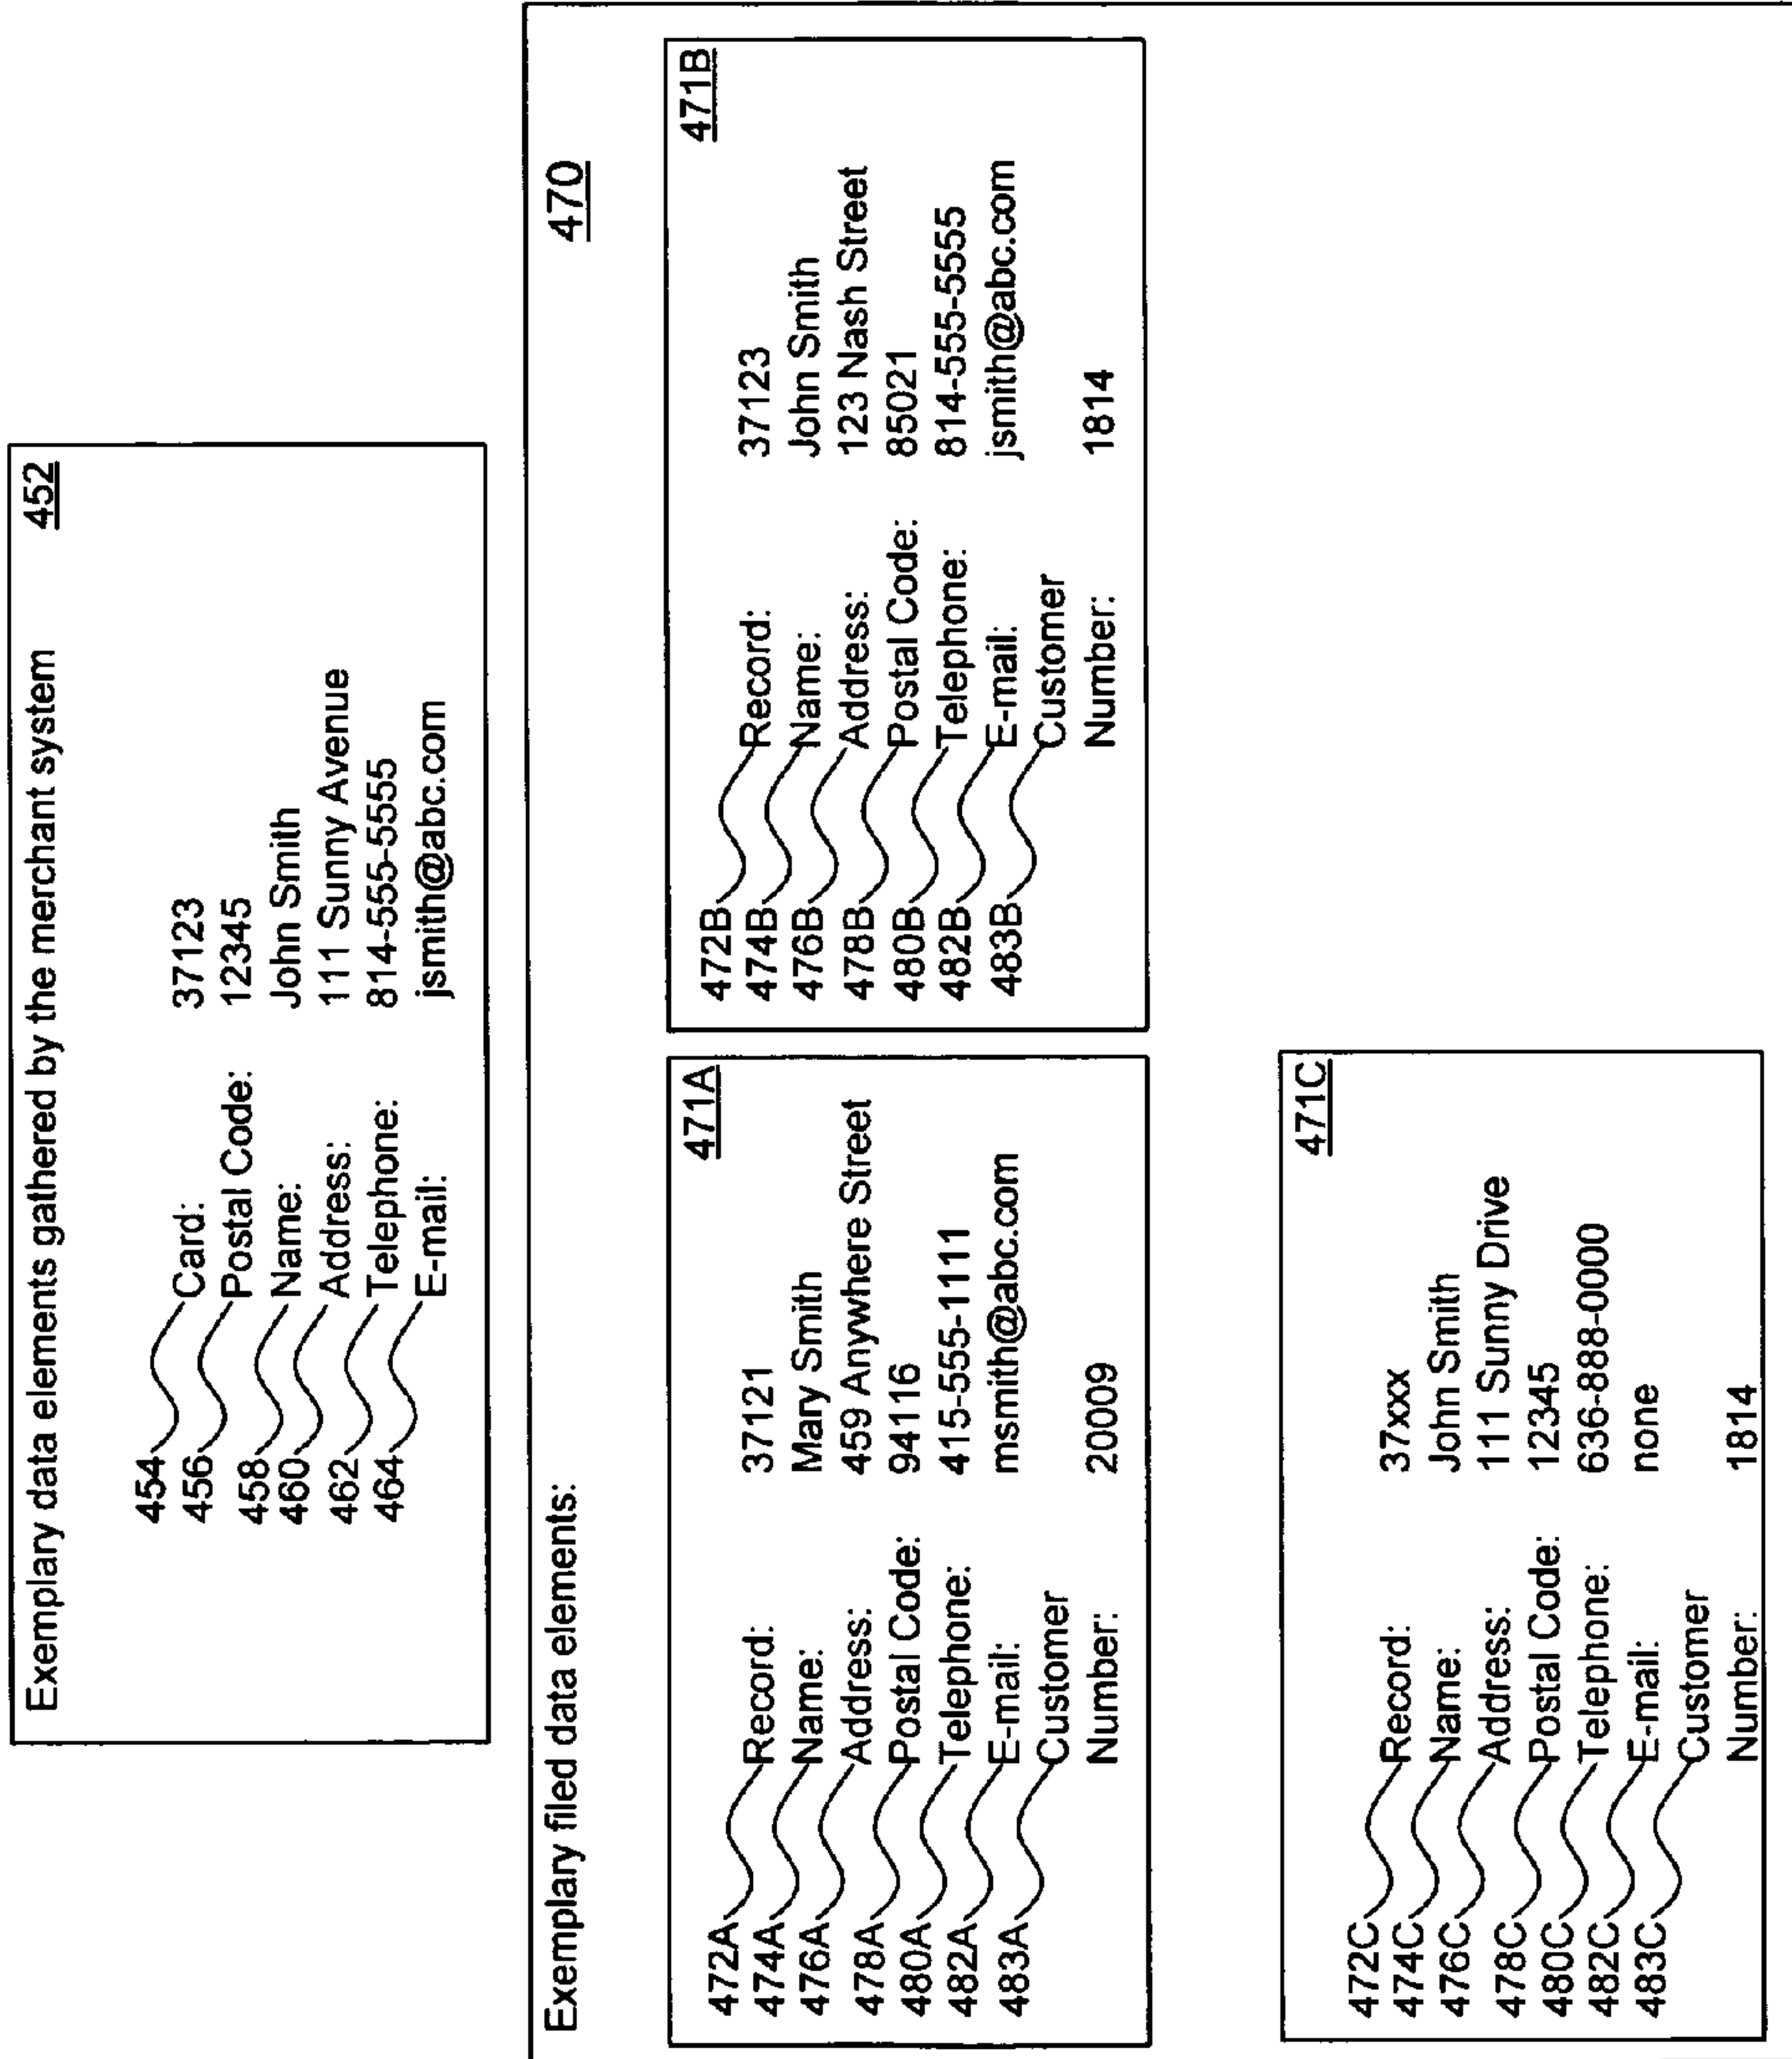 Exemplary data elements gathered by the merchant system 452
454 Card: 37123
456 Postal Code: 12345
458 Name: John Smith
460 Address: 111 Sunny Avenue
462 Telephone: 814-555-5555
464 E-mail: jsmith@abc.com
Exemplary filed data elements: 470
471A
472A Record: 37121
474A Name: Mary Smith
476A Address: 459 Anywhere Street
478A Postal Code: 94116
480A Telephone: 415-555-1111
482A E-mail: msmith@abc.com
483A Customer
Number: 20009
471B
472B Record: 37123
474B Name: John Smith
476B Address: 123 Nash Street
478B Postal Code: 85021
480B Telephone: 814-555-5555
482B E-mail: jsmith@abc.com
483B Customer
Number: 1814
471C
472C Record: 37xxx
474C Name: John Smith
476C Address: 111 Sunny Drive
478C Postal Code: 12345
480C Telephone: 636-888-0000
482C E-mail: none
483C Customer
Number: 1814